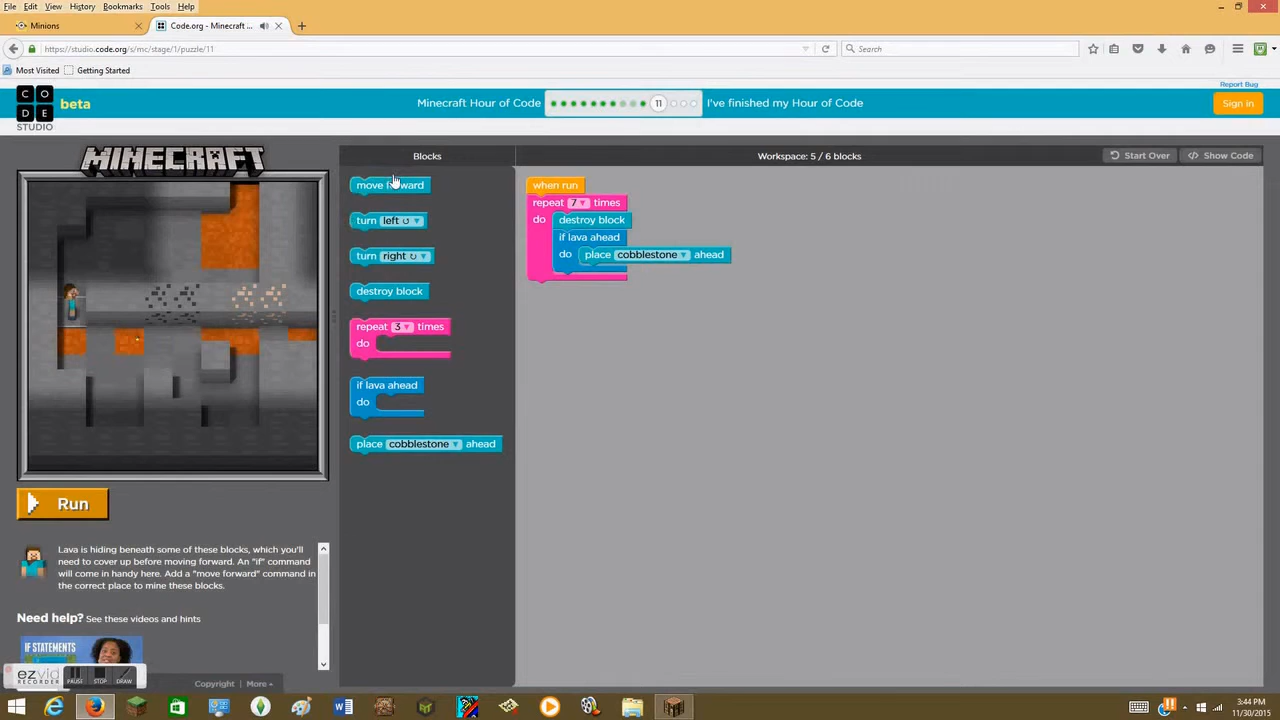 File Edit View History Bookmarks Tools Help
Minions
Code.org - Minecraft ...
https://studio.code.org/s/mc/stage/1/puzzle/11
Search
Most Visited
Getting Started
Report Bug
CODE
STUDIO
beta
Minecraft Hour of Code
11
I've finished my Hour of Code
Sign in
MINECRAFT
Blocks
Workspace: 5 / 6 blocks
Start Over
Show Code
move forward
turn left
turn right
destroy block
repeat 3 times
do
if lava ahead
do
place cobblestone ahead
when run
repeat 7 times
do
destroy block
if lava ahead
do
place cobblestone ahead
Run
Lava is hiding beneath some of these blocks, which you'll
need to cover up before moving forward. An "if" command
will come in handy here. Add a "move forward" command in
the correct place to mine these blocks.
Need help? See these videos and hints
IF STATEMENTS
ezvid
RECORDER
PAUSE
STOP
DRAW
Copyright
More
3:44 PM
11/30/2015